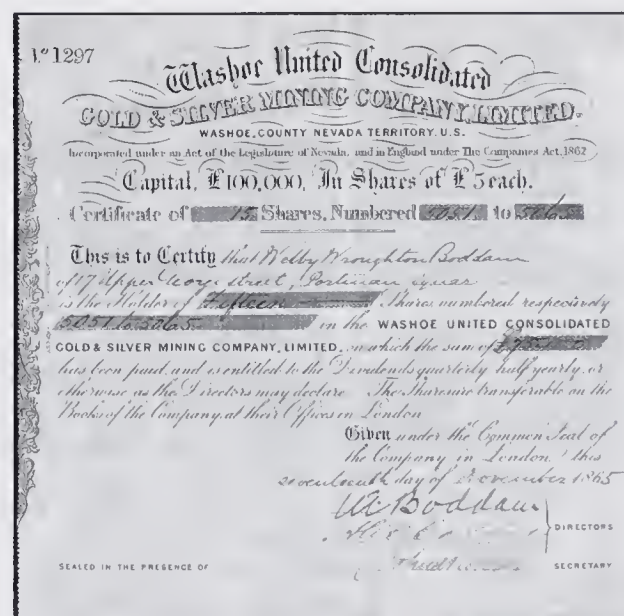 No 1297
Washoe United Consolidated
GOLD & SILVER MINING COMPANY, LIMITED.
WASHOE, COUNTY NEVADA TERRITORY, U.S.
Incorporated under an Act of the Legislature of Nevada, and in England under The Companies Act, 1862
Capital, £100,000, In Shares of £5 each.
Certificate of 15 Shares, Numbered 5051 to 5065
This is to Certify that Welby Wroughton Boddam
of 17 Upper George street, Portman Squar
is the Holder of Fifteen Shares numbered respecively
5051 to 5065 in the WASHOE UNITED CONSOLIDATED
GOLD & SILVER MINING COMPANY, LIMITED, on which the sum of
has been paid, and is entitled to the Dividends quarterly half yearly, or
otherwise as the Directors may declare The Shares are transferable on the
Books of the Company, at their Offices in London
Given under the Common Seal of
the Company in London, this
seventeenth day of November 1865
Boddam
DIRECTORS
SEALED IN THE PRESENCE OF SECRETARY